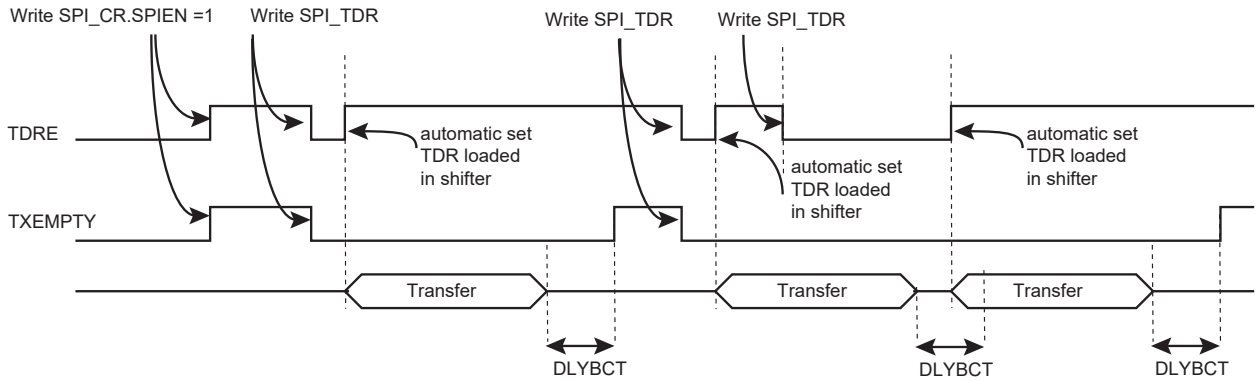 Write SPI_CR.SPIEN =1
Write SPI_TDR
Write SPI_TDR
Write SPI_TDR
TDRE
automatic set
TDR loaded
in shifter
automatic set
TDR loaded
in shifter
automatic set
TDR loaded
in shifter
TXEMPTY
Transfer
Transfer
Transfer
DLYBCT
DLYBCT
DLYBCT